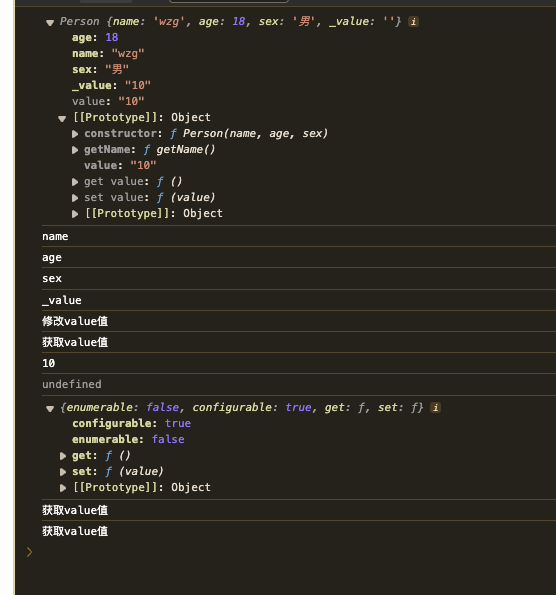 Person {name: 'wzg', age: 18, sex: '男', _value: ''} i
age: 18
name: "wzg"
sex: "男"
_value: "10"
value: "10"
[[Prototype]]: Object
constructor: ƒ Person(name, age, sex)
getName: ƒ getName()
value: "10"
get value: ƒ ()
set value: ƒ (value)
[[Prototype]]: Object
name
age
sex
_value
修改value值
获取value值
10
undefined
{enumerable: false, configurable: true, get: ƒ, set: ƒ} i
configurable: true
enumerable: false
get: ƒ ()
set: ƒ (value)
[[Prototype]]: Object
获取value值
获取value值